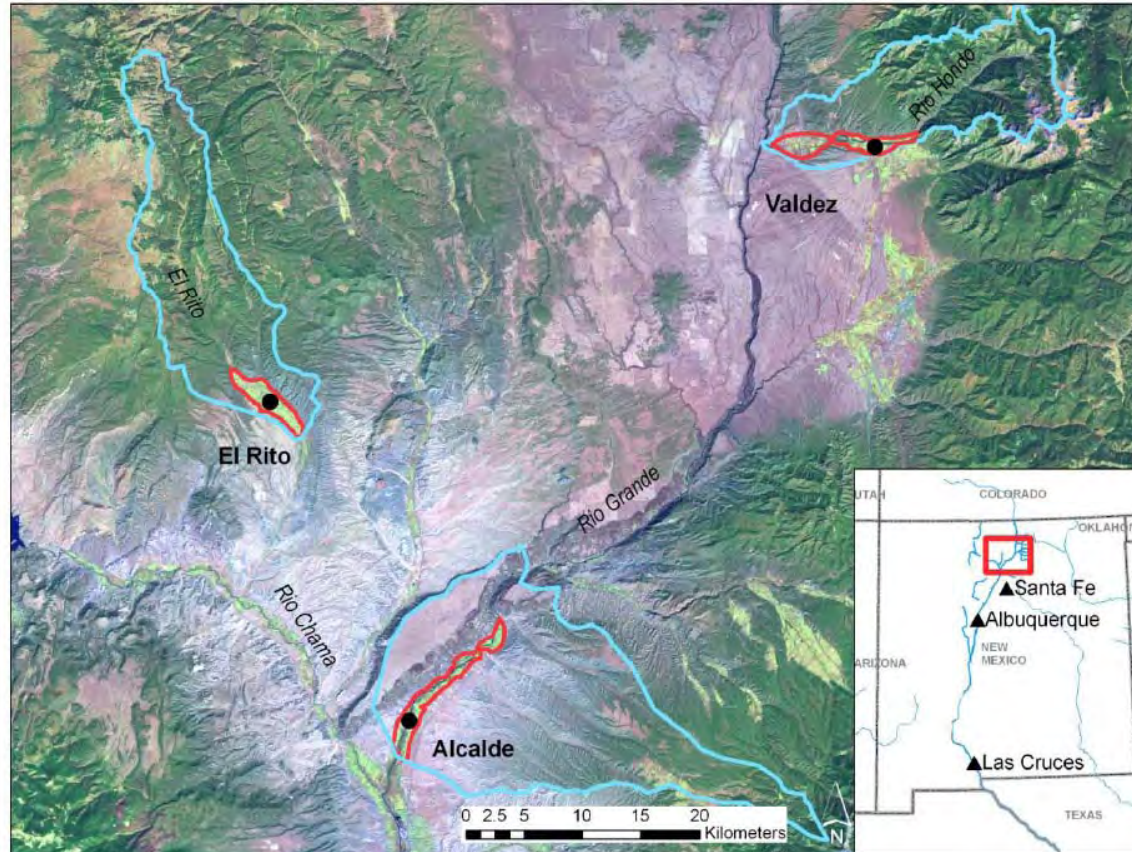 Rio Hondo
Valdez
El Rito
El Rito
Rio Grande
Rio Chama
Alcalde
0 2.5 5 10 15 20
Kilometers
N
UTAH
COLORADO
OKLAHOM
Santa Fe
Albuquerque
NEW
MEXICO
ARIZONA
Las Cruces
TEXAS